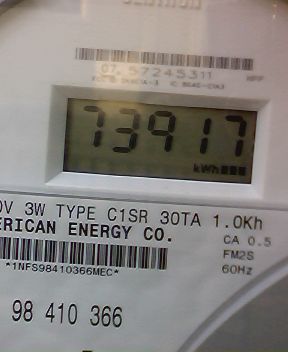 07. 57245311
73917
kWh
0V 3W TYPE C1SR 30TA 1.0Kh
ERICAN ENERGY CO.
CA 0.5
FM2S
60Hz
*1NFS98410366MEC*
98 410 366